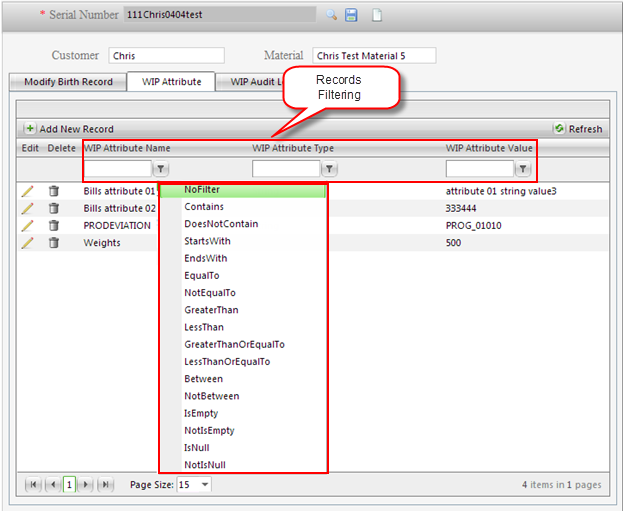 * Serial Number 111Chris0404test
Customer Chris Material Chris Test Material 5
Modify Birth Record WIP Attribute WIP Audit L
Records
Filtering
Add New Record Refresh
Edit Delete WIP Attribute Name WIP Attribute Type WIP Attribute Value
Bills attribute 01 attribute 01 string value3
Bills attribute 02 333444
PRODEVIATION PROG_01010
Weights 500
NoFilter
Contains
DoesNotContain
StartsWith
EndsWith
EqualTo
NotEqualTo
GreaterThan
LessThan
GreaterThanOrEqualTo
LessThanOrEqualTo
Between
NotBetween
IsEmpty
NotIsEmpty
IsNull
NotIsNull
1 Page Size: 15 4 items in 1 pages